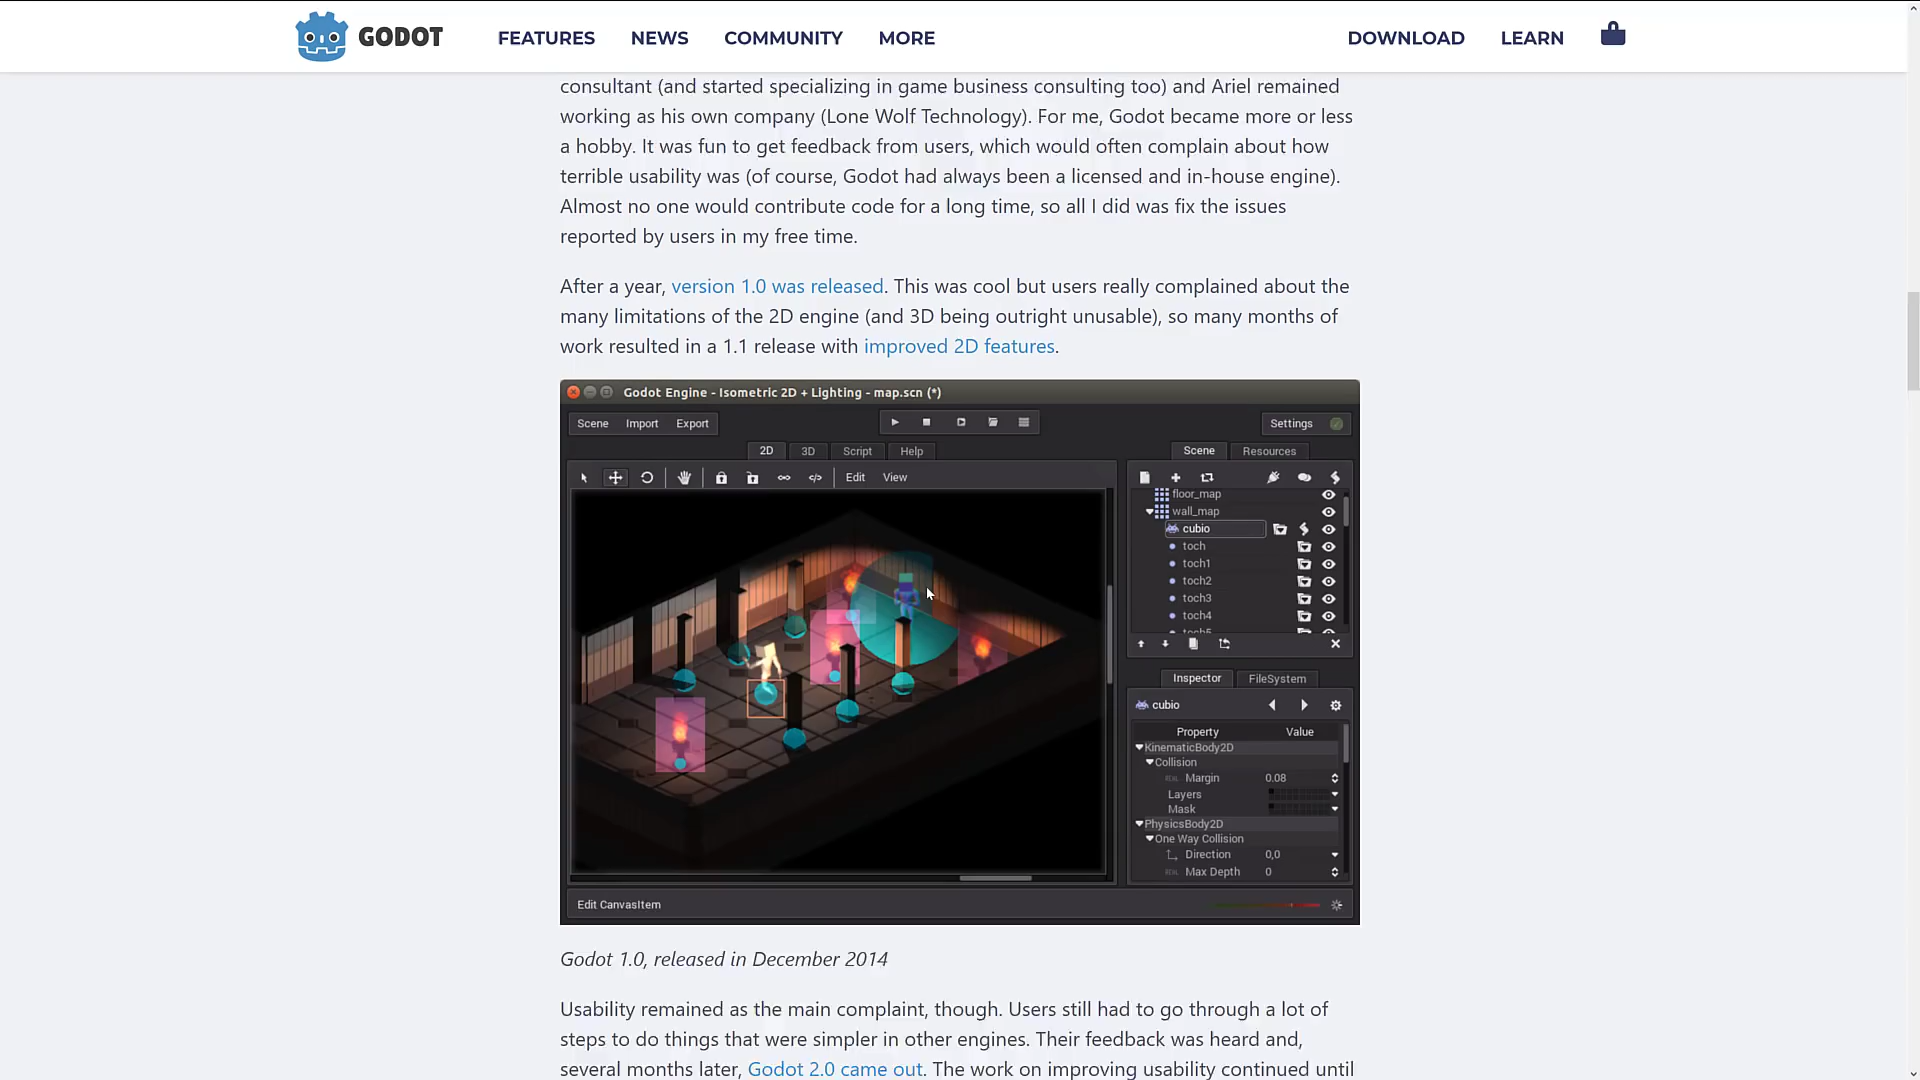 GODOT FEATURES NEWS COMMUNITY MORE DOWNLOAD LEARN
consultant (and started specializing in game business consulting too) and Ariel remained
working as his own company (Lone Wolf Technology). For me, Godot became more or less
a hobby. It was fun to get feedback from users, which would often complain about how
terrible usability was (of course, Godot had always been a licensed and in-house engine).
Almost no one would contribute code for a long time, so all I did was fix the issues
reported by users in my free time.
After a year, version 1.0 was released. This was cool but users really complained about the
many limitations of the 2D engine (and 3D being outright unusable), so many months of
work resulted in a 1.1 release with improved 2D features.
Godot Engine - Isometric 2D + Lighting - map.scn (*)
Scene Import Export Settings
2D 3D Script Help
Edit View
Scene Resources
floor_map
wall_map
cubio
toch
toch1
toch2
toch3
toch4
toch5
Inspector FileSystem
cubio
Property Value
KinematicBody2D
Collision
REAL Margin 0.08
Layers
Mask
PhysicsBody2D
One Way Collision
Direction 0,0
REAL Max Depth 0
Edit CanvasItem
Godot 1.0, released in December 2014
Usability remained as the main complaint, though. Users still had to go through a lot of
steps to do things that were simpler in other engines. Their feedback was heard and,
several months later, Godot 2.0 came out. The work on improving usability continued until